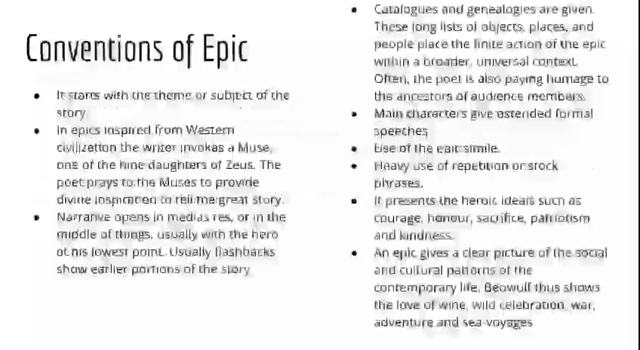 Conventions of Epic
It starts with the theme or subject of the
story.
In epics inspired from Western
civilization the writer invokes a Muse,
one of the nine daughters of Zeus. The
poet prays to the Muses to provide
divine inspiration to tell me great story.
Narrative opens in medias res, or in the
middle of things, usually with the hero
at his lowest point. Usually flashbacks
show earlier portions of the story
Catalogues and genealogies are given.
These long lists of objects, places, and
people place the finite action of the epic
within a broader, universal context.
Often, the poet is also paying homage to
the ancestors of audience members.
Main characters give extended formal
speeches
Use of the epic simile.
Heavy use of repetition or stock
phrases.
It presents the heroic ideals such as
courage, honour, sacrifice, patriotism
and kindness.
An epic gives a clear picture of the social
and cultural patterns of the
contemporary life. Beowulf thus shows
the love of wine, wild celebration, war,
adventure and sea-voyages